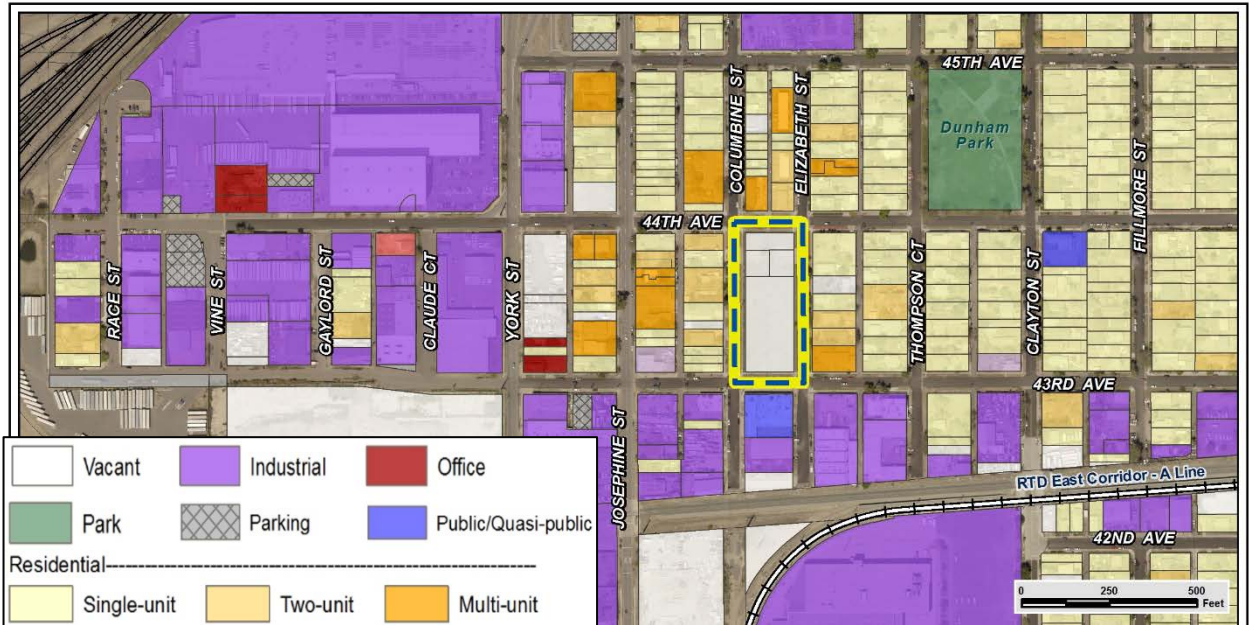 45TH AVE
COLUMBINE ST
ELIZABETH ST
Dunham
Park
FILLMORE ST
44TH AVE
RACE ST
VINE ST
GAYLORD ST
CLAUDE CT
YORK ST
THOMPSON CT
CLAYTON ST
43RD AVE
JOSEPHINE ST
RTD East Corridor - A Line
42ND AVE
Vacant
Industrial
Office
Park
Parking
Public/Quasi-public
Residential
Single-unit
Two-unit
Multi-unit
0 250 500
Feet